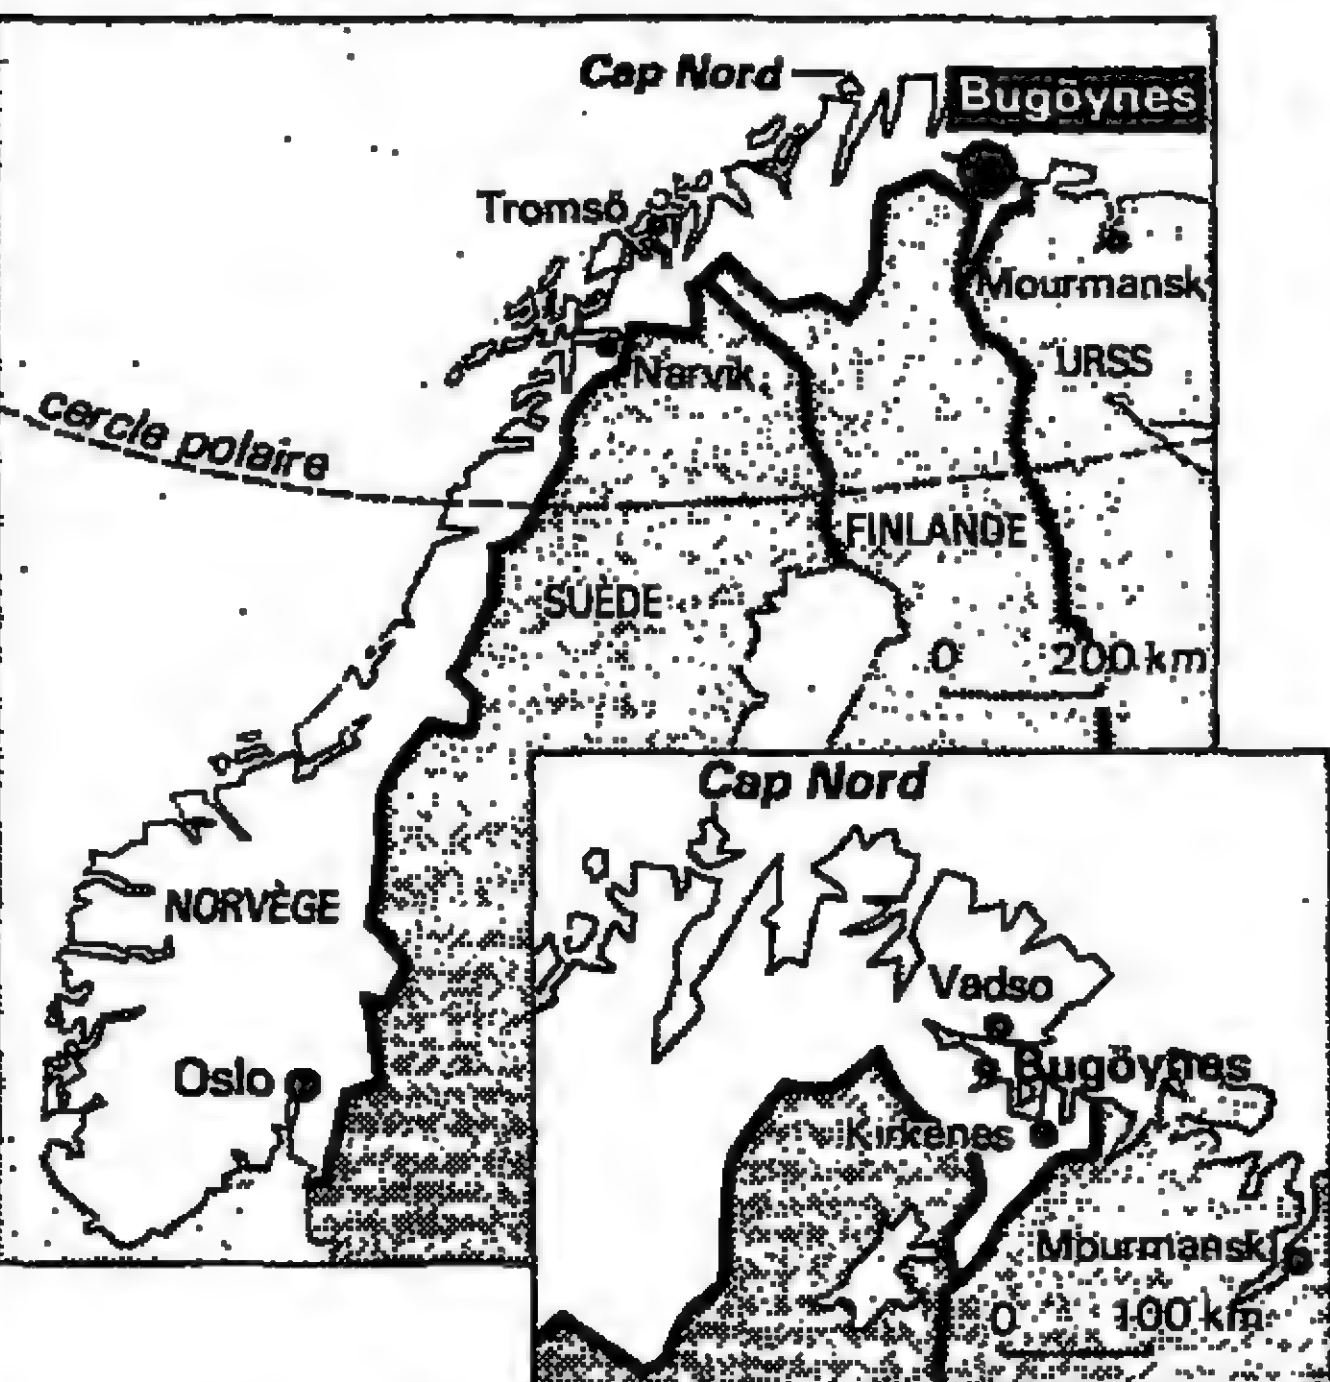 Cap Nord
Bugöynes
Tromsö
Mourmansk
Narvik
URSS
cercle polaire
FINLANDE
SUÈDE
0 200 km
NORVÈGE
Oslo
Cap Nord
Vadso
Bugöynes
Kirkenes
Mourmansk
0 100 km